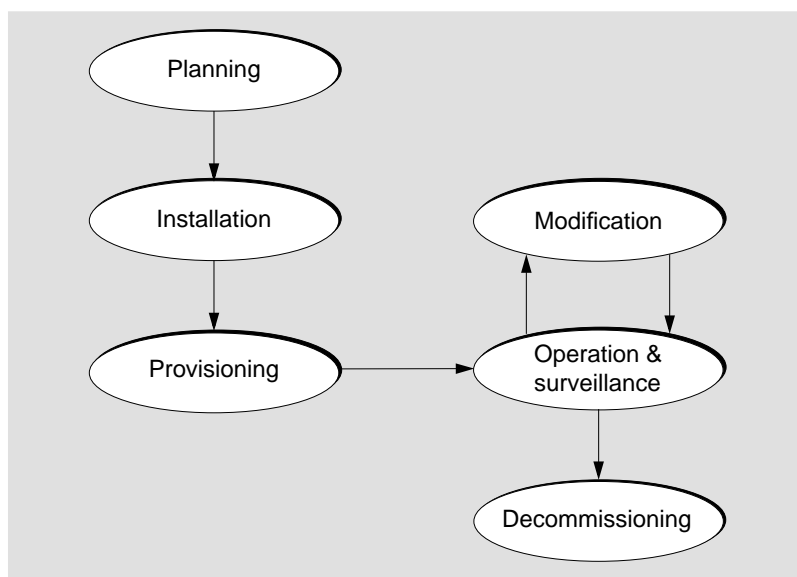 Planning
Installation
Modification
Provisioning
Operation &
surveillance
Decommissioning